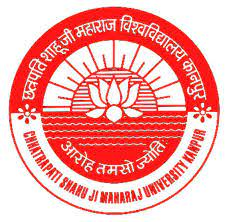 छत्रपति शाहू जी महाराज विश्वविद्यालय कानपुर
आरोह तमसो ज्योतिः
CHHATRAPATI SHAHU JI MAHARAJ UNIVERSITY KANPUR